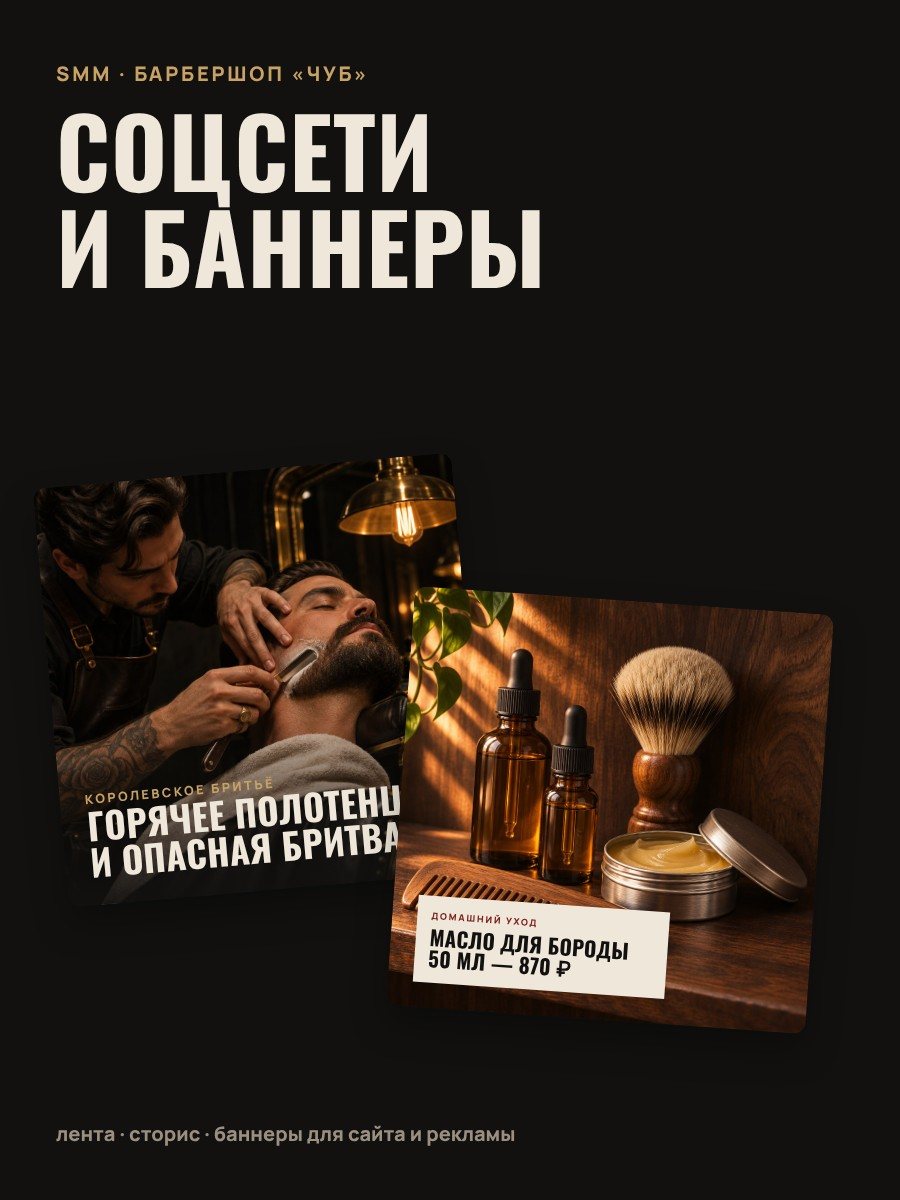 SMM · БАРБЕРШОП «ЧУБ»
СОЦСЕТИ
И БАННЕРЫ
КОРОЛЕВСКОЕ БРИТЬЁ
ГОРЯЧЕЕ ПОЛОТЕНЦ
И ОПАСНАЯ БРИТВА
ДОМАШНИЙ УХОД
МАСЛО ДЛЯ БОРОДЫ
50 МЛ — 870 ₽
лента · сторис · баннеры для сайта и рекламы